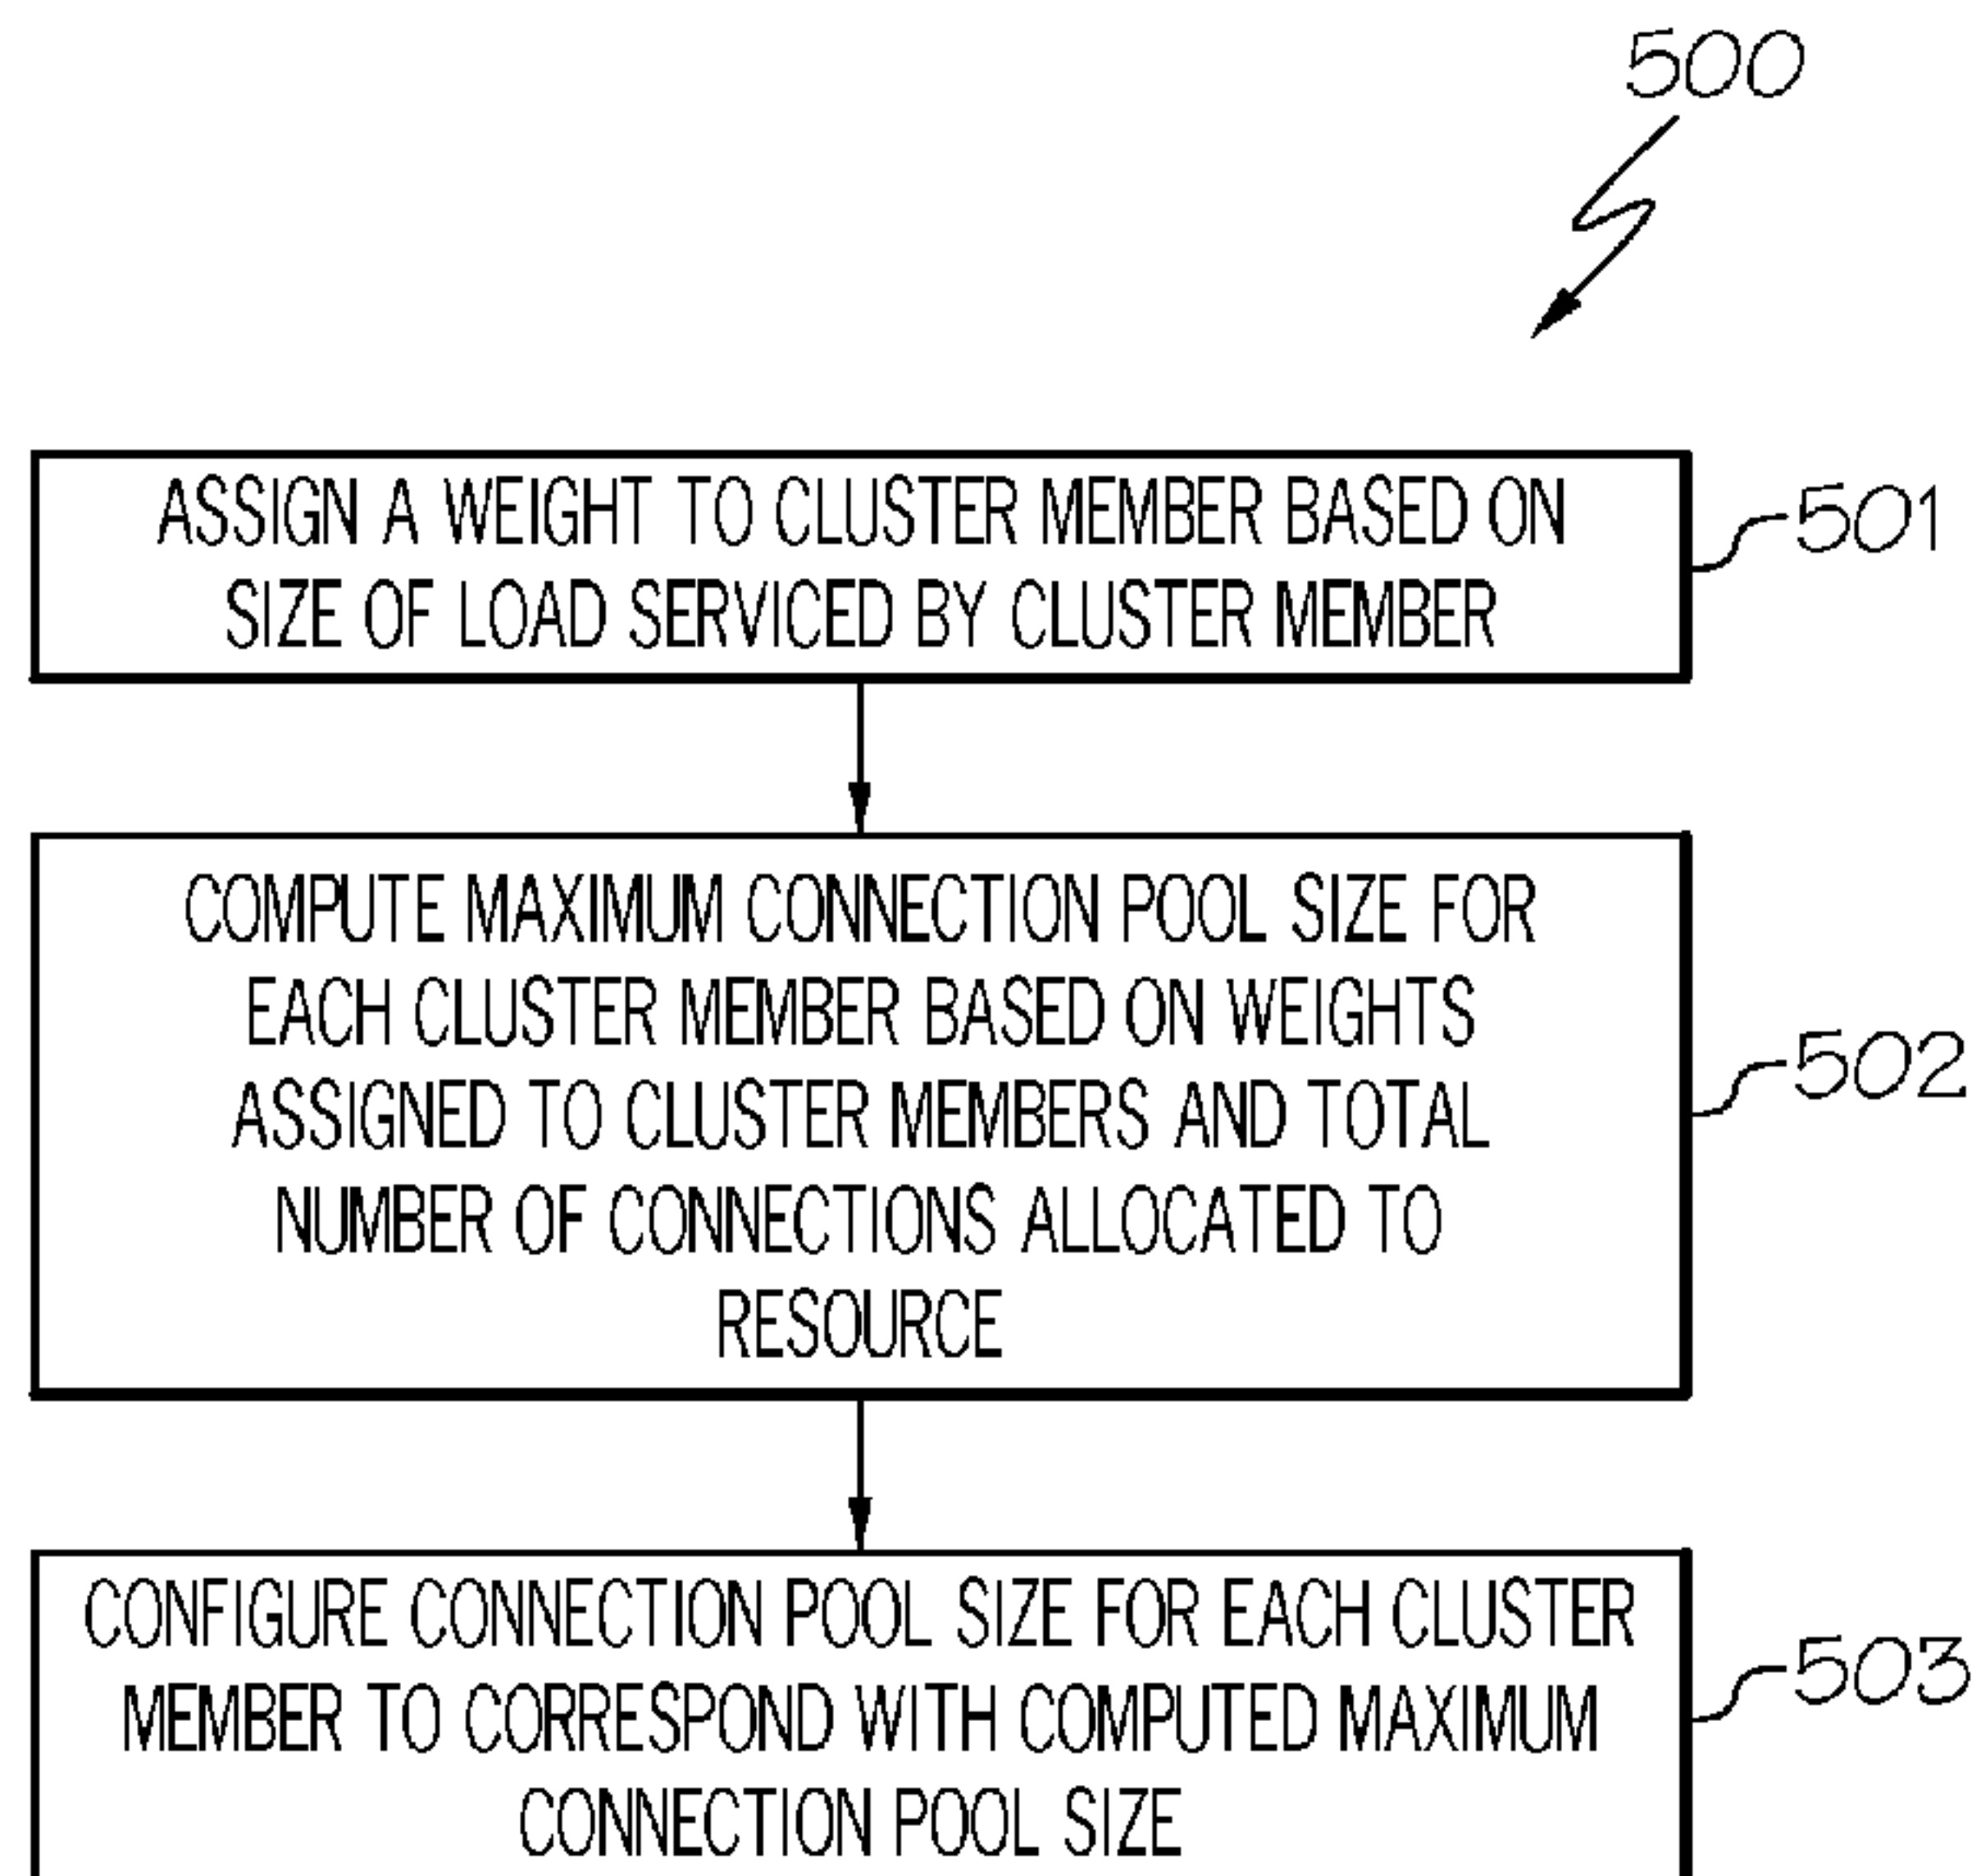 500
ASSIGN A WEIGHT TO CLUSTER MEMBER BASED ON
SIZE OF LOAD SERVICED BY CLUSTER MEMBER
501
COMPUTE MAXIMUM CONNECTION POOL SIZE FOR
EACH CLUSTER MEMBER BASED ON WEIGHTS
ASSIGNED TO CLUSTER MEMBERS AND TOTAL
NUMBER OF CONNECTIONS ALLOCATED TO
RESOURCE
502
CONFIGURE CONNECTION POOL SIZE FOR EACH CLUSTER
MEMBER TO CORRESPOND WITH COMPUTED MAXIMUM
CONNECTION POOL SIZE
503